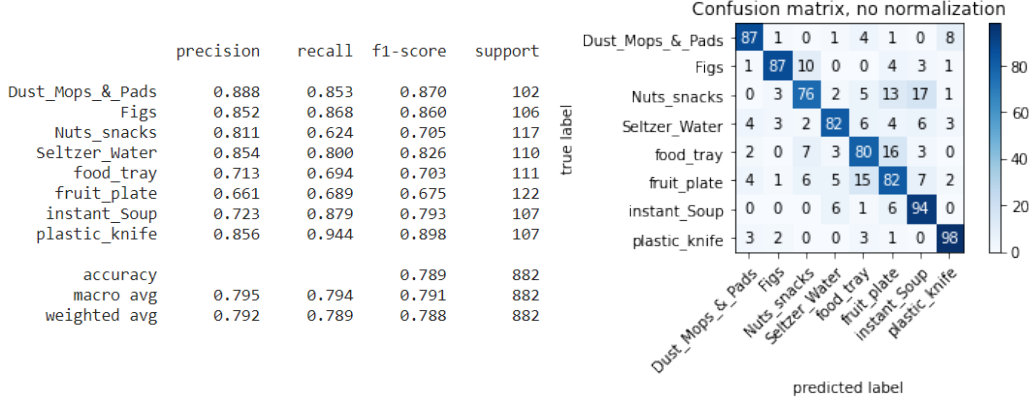 precision recall f1-score support
Dust_Mops_&_Pads 0.888 0.853 0.870 102
Figs 0.852 0.868 0.860 106
Nuts_snacks 0.811 0.624 0.705 117
Seltzer_Water 0.854 0.800 0.826 110
food_tray 0.713 0.694 0.703 111
fruit_plate 0.661 0.689 0.675 122
instant_Soup 0.723 0.879 0.793 107
plastic_knife 0.856 0.944 0.898 107
accuracy 0.789 882
macro avg 0.795 0.794 0.791 882
weighted avg 0.792 0.789 0.788 882
Confusion matrix, no normalization
true label
Dust_Mops_&_Pads 87 1 0 1 4 1 0 8
Figs 1 87 10 0 0 4 3 1
Nuts_snacks 0 3 76 2 5 13 17 1
Seltzer_Water 4 3 2 82 6 4 6 3
food_tray 2 0 7 3 80 16 3 0
fruit_plate 4 1 6 5 15 82 7 2
instant_Soup 0 0 0 6 1 6 94 0
plastic_knife 3 2 0 0 3 1 0 98
Dust_Mops_&_Pads Figs Nuts_snacks Seltzer_Water food_tray fruit_plate instant_Soup plastic_knife
predicted label
80
60
40
20
0